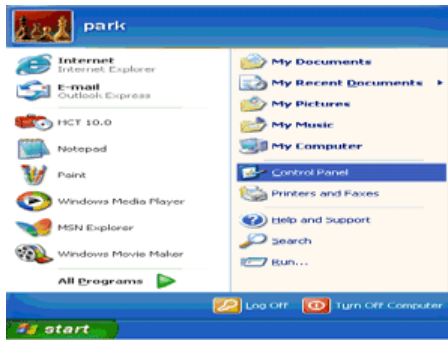 park
Internet
Internet Explorer
E-mail
Outlook Express
HCT 10.0
Notepad
Paint
Windows Media Player
MSN Explorer
Windows Movie Maker
All Programs
My Documents
My Recent Documents
My Pictures
My Music
My Computer
Control Panel
Printers and Faxes
Help and Support
Search
Run...
Log Off
Turn Off Computer
start